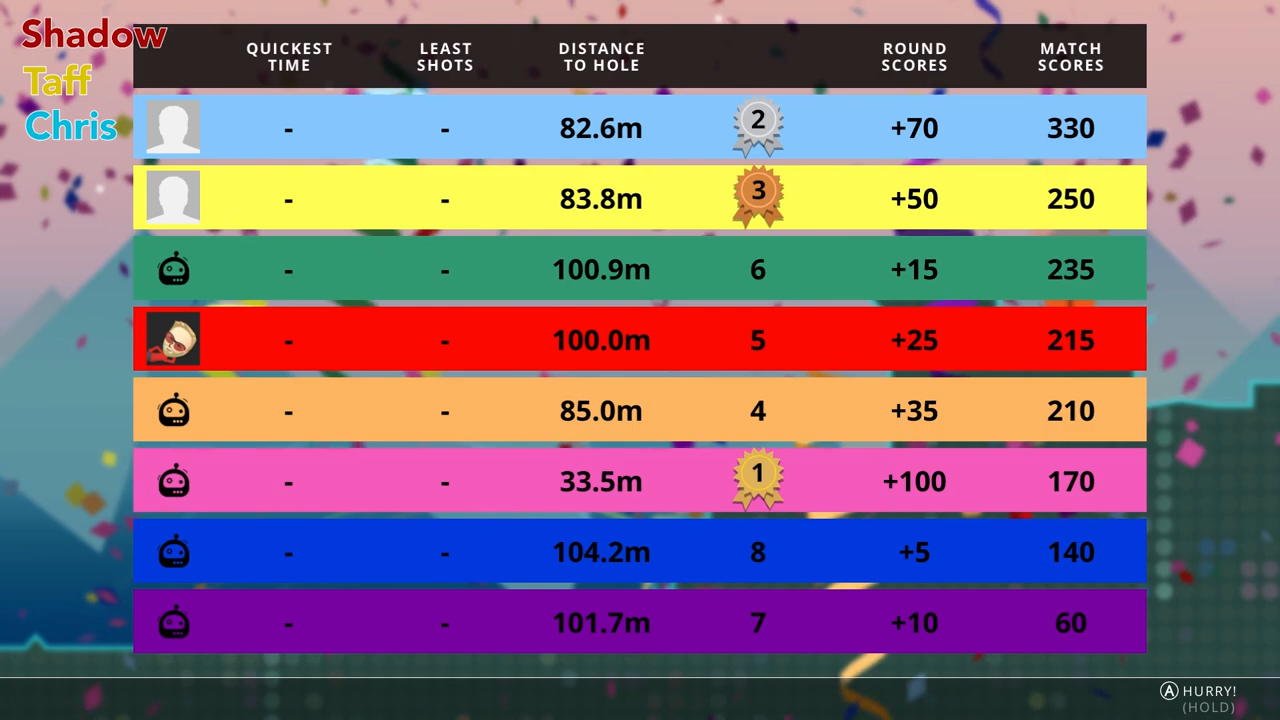 Shadow
Taff
Chris
QUICKEST TIME LEAST SHOTS DISTANCE TO HOLE ROUND SCORES MATCH SCORES
- - 82.6m 2 +70 330
- - 83.8m 3 +50 250
- - 100.9m 6 +15 235
- - 100.0m 5 +25 215
- - 85.0m 4 +35 210
- - 33.5m 1 +100 170
- - 104.2m 8 +5 140
- - 101.7m 7 +10 60
A HURRY!
(HOLD)